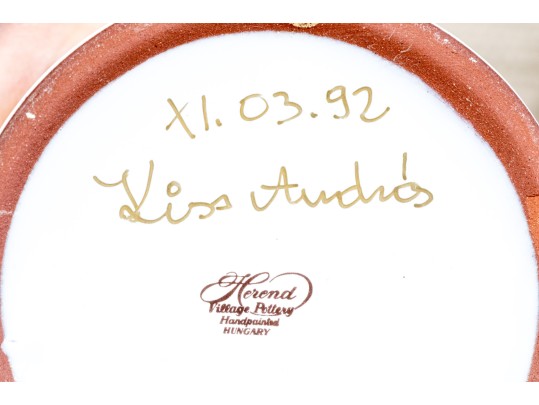 XI.03.92
Kiss András
Herend
Village Pottery
Handpainted
HUNGARY